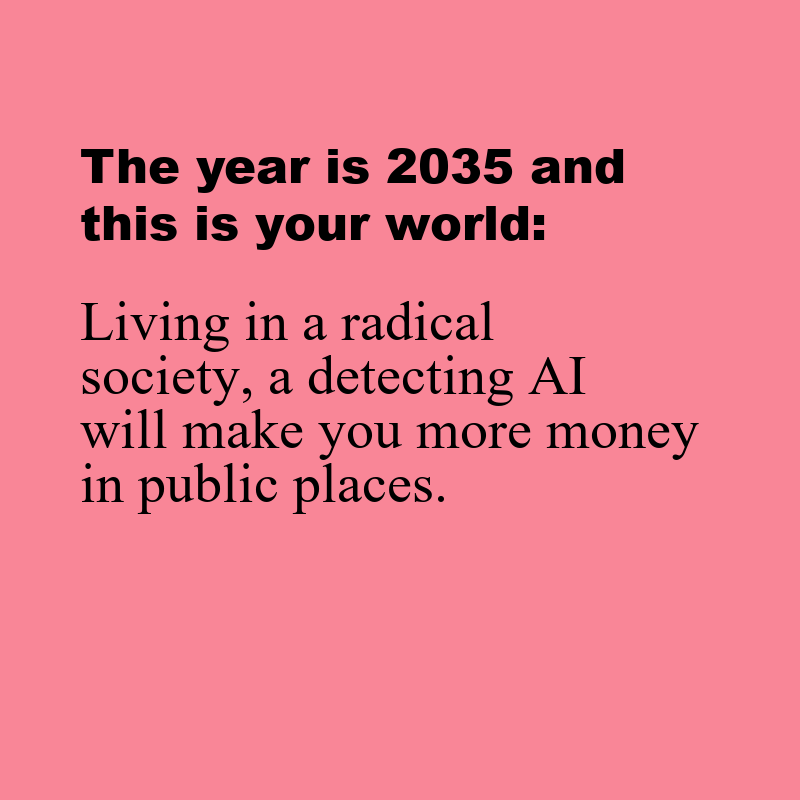 The year is 2035 and
this is your world:
Living in a radical
society, a detecting AI
will make you more money
in public places.